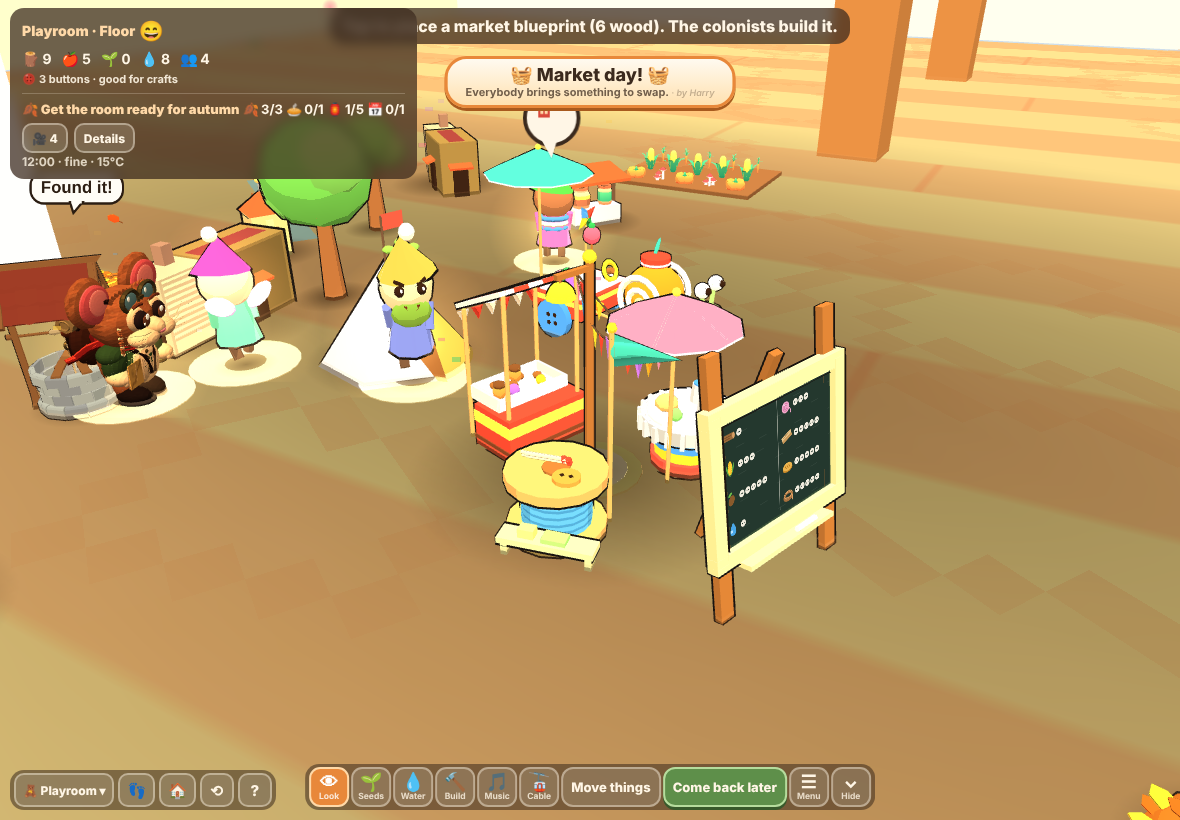 Playroom · Floor
9 5 0 8 4
3 buttons · good for crafts
Get the room ready for autumn 3/3 0/1 1/5 0/1
4 Details
12:00 · fine · 15°C
a market blueprint (6 wood). The colonists build it.
Market day!
Everybody brings something to swap. · by Harry
Found it!
Playroom ▾
?
Look Seeds Water Build Music Cable Move things Come back later Menu Hide